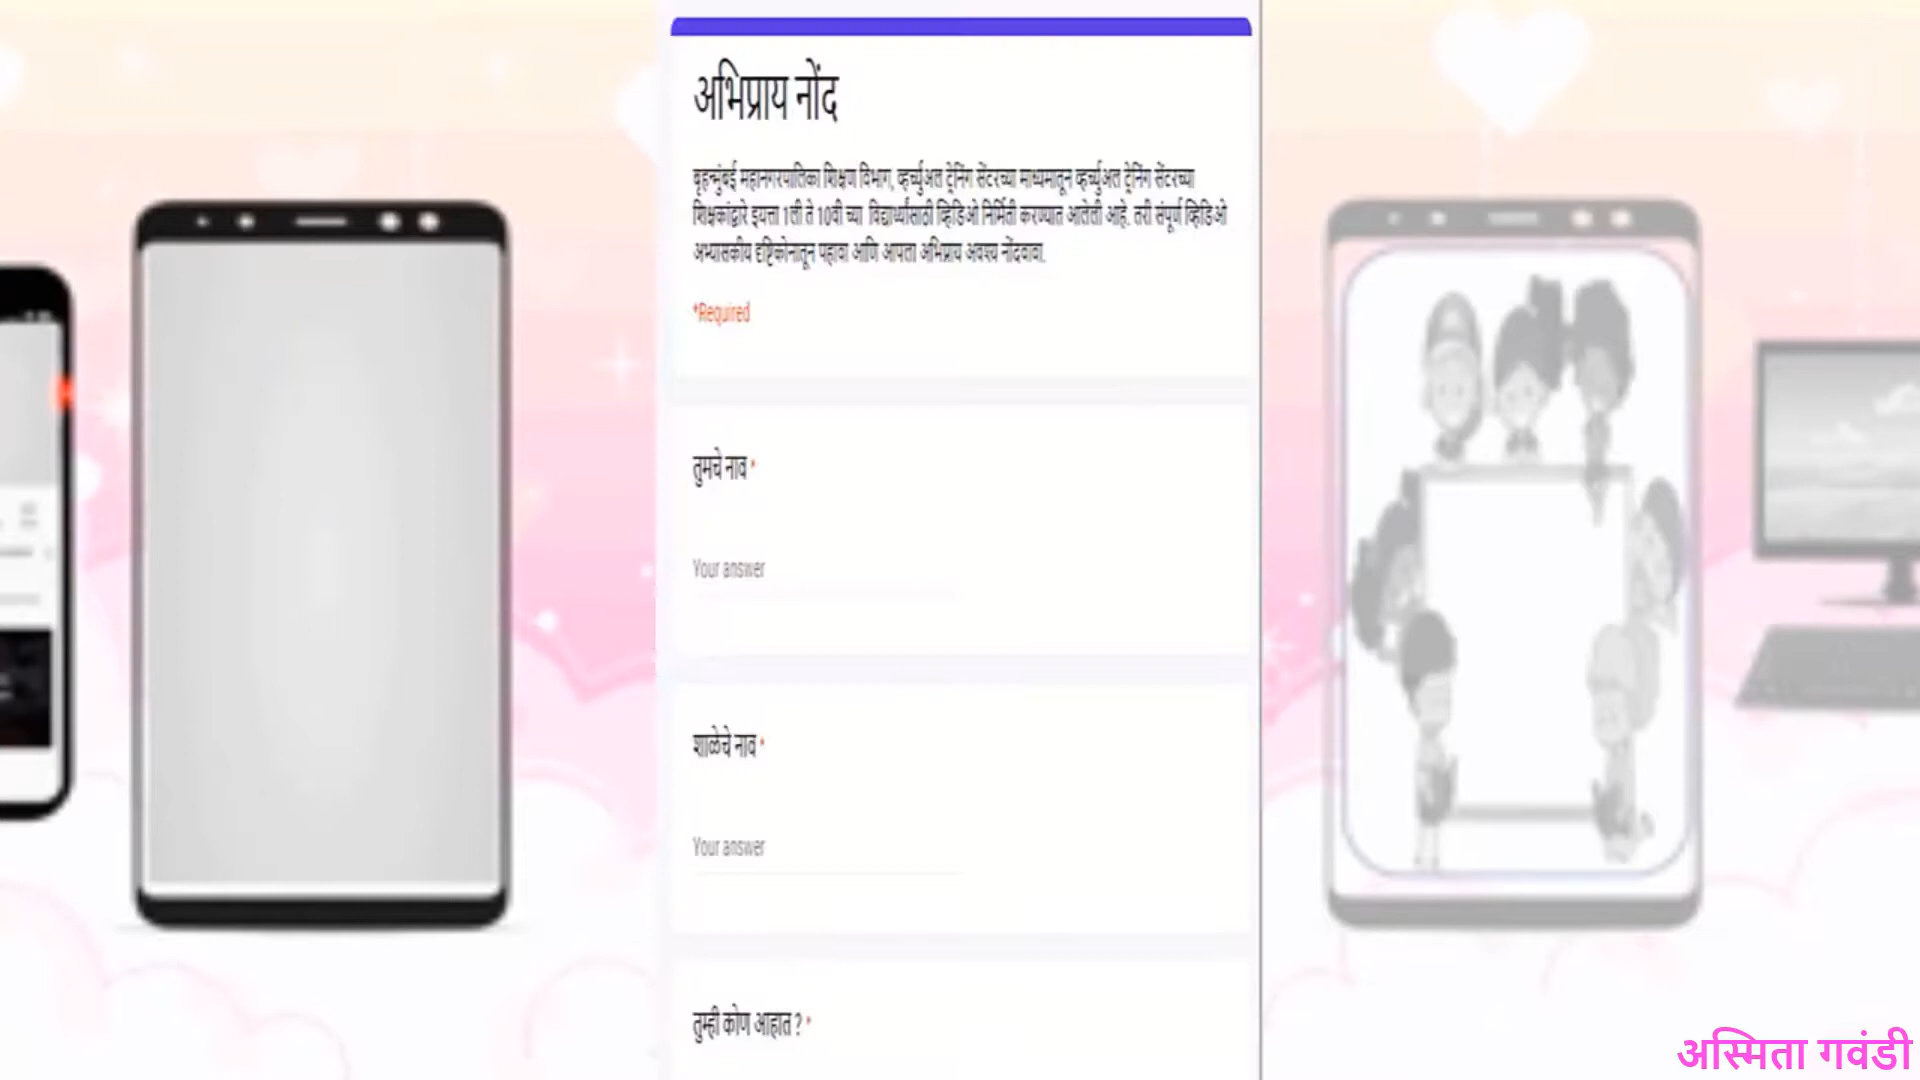 अभिप्राय नोंद
बृहन्मुंबई महानगरपालिका शिक्षण विभाग, व्हर्च्युअल ट्रेनिंग सेंटरच्या माध्यमातून व्हर्च्युअल ट्रेनिंग सेंटरच्या
शिक्षकांद्वारे इयत्ता 1ली ते 10वी च्या विद्यार्थ्यांसाठी व्हिडिओ निर्मिती करण्यात आलेली आहे. तरी संपूर्ण व्हिडिओ
अभ्यासकीय दृष्टिकोनातून पहावा आणि आपला अभिप्राय अवश्य नोंदवावा.
*Required
तुमचे नाव *
Your answer
शाळेचे नाव *
Your answer
तुम्ही कोण आहात ? *
अस्मिता गवंडी